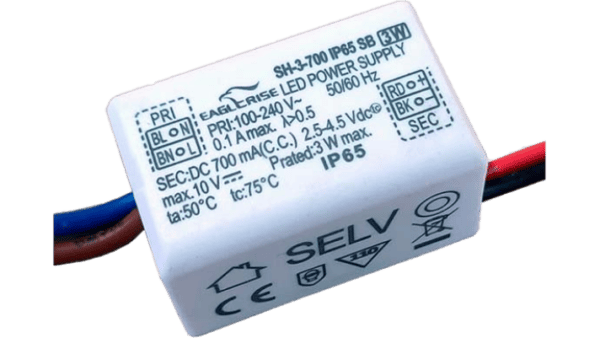 SH-3-700 IP65 SB 3W
EAGLERISE LED POWER SUPPLY
PRI:100-240 V~ 50/60 Hz
0.1 A max. λ>0.5
SEC:DC 700 mA(C.C.) 2.5-4.5 Vdc
max.10 V Prated:3 W max.
ta:50°C tc:75°C IP65
PRI
BL N
BN L
RD +
BK -
SEC
SELV
CE
110